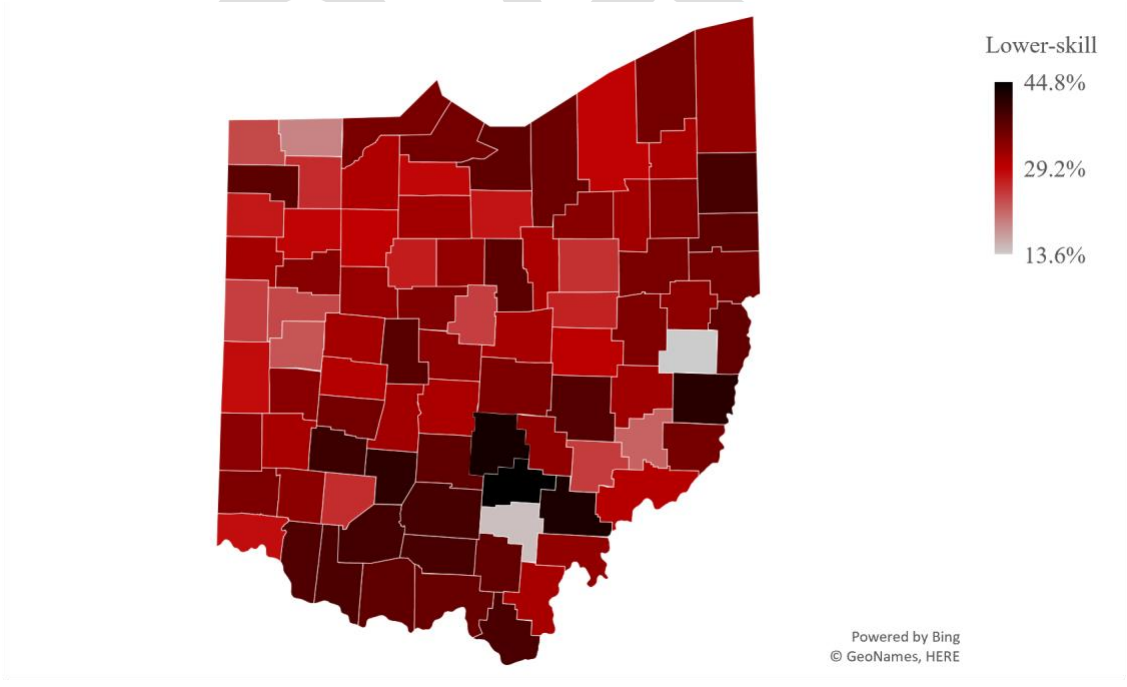 Lower-skill
44.8%
29.2%
13.6%
Powered by Bing
© GeoNames, HERE